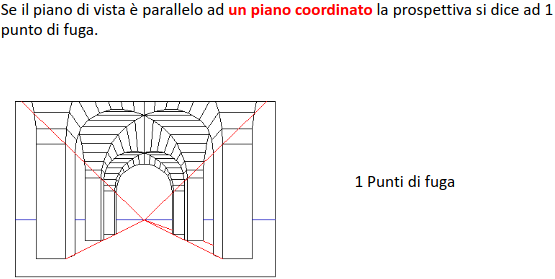 Se il piano di vista è parallelo ad un piano coordinato la prospettiva si dice ad 1
punto di fuga.
1 Punti di fuga